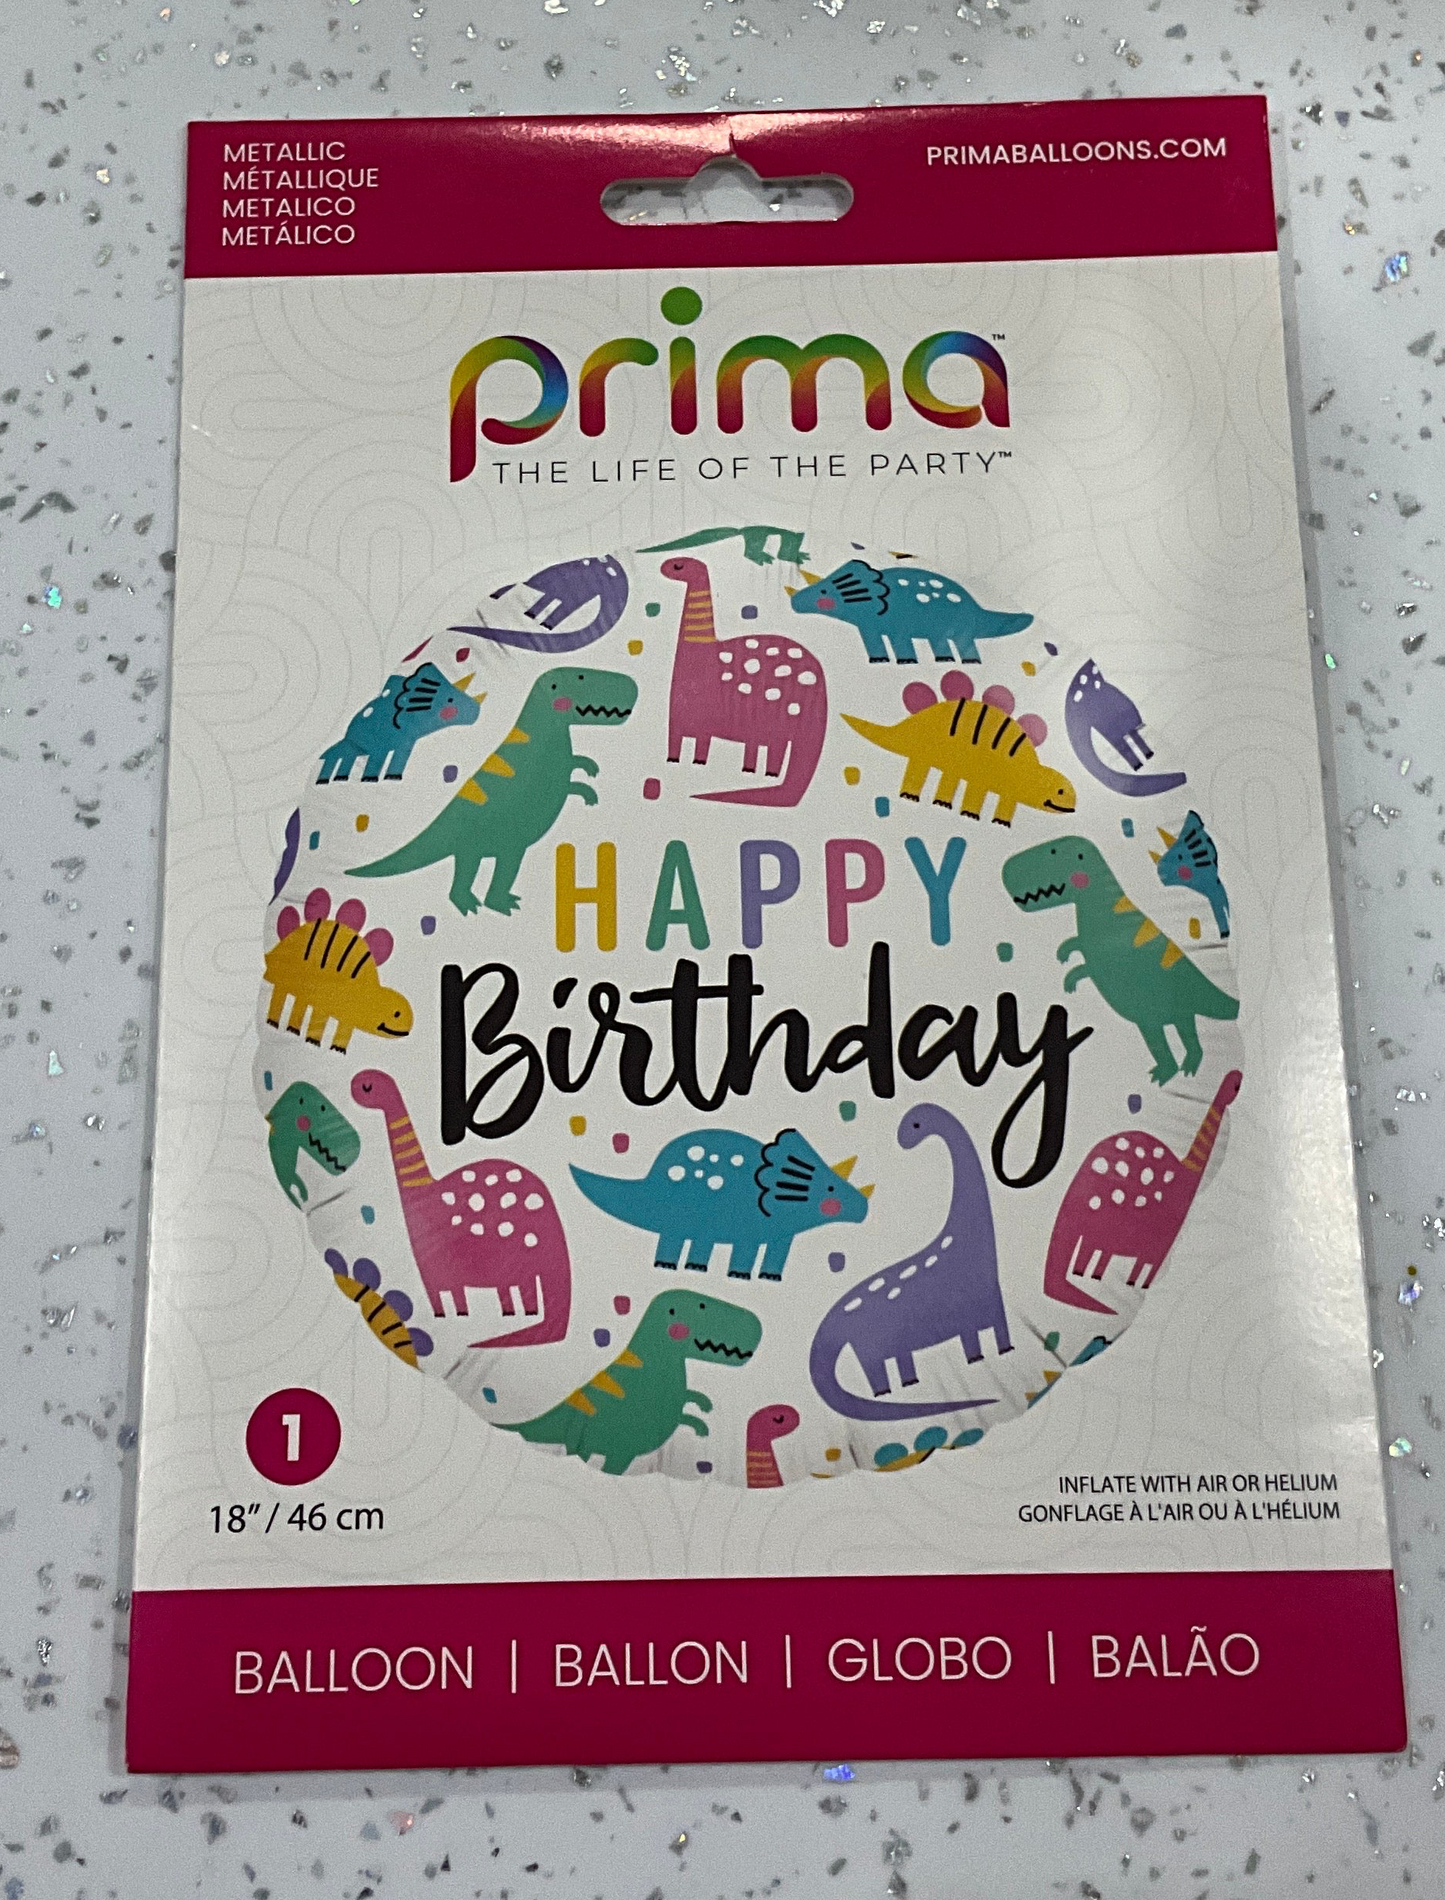 METALLIC
MÉTALLIQUE
METALICO
METÁLICO
PRIMABALLOONS.COM
prima™
THE LIFE OF THE PARTY™
HAPPY
Birthday
1
18" / 46 cm
INFLATE WITH AIR OR HELIUM
GONFLAGE À L'AIR OU À L'HÉLIUM
BALLOON | BALLON | GLOBO | BALÃO